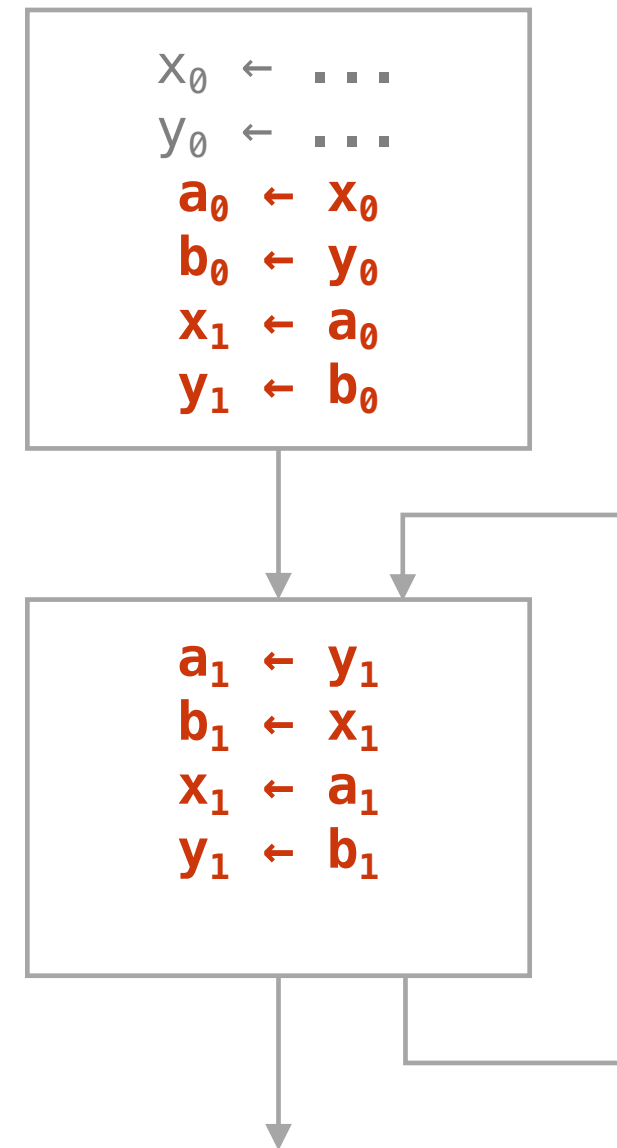 x₀ ← ...
y₀ ← ...
a₀ ← x₀
b₀ ← y₀
x₁ ← a₀
y₁ ← b₀
a₁ ← y₁
b₁ ← x₁
x₁ ← a₁
y₁ ← b₁